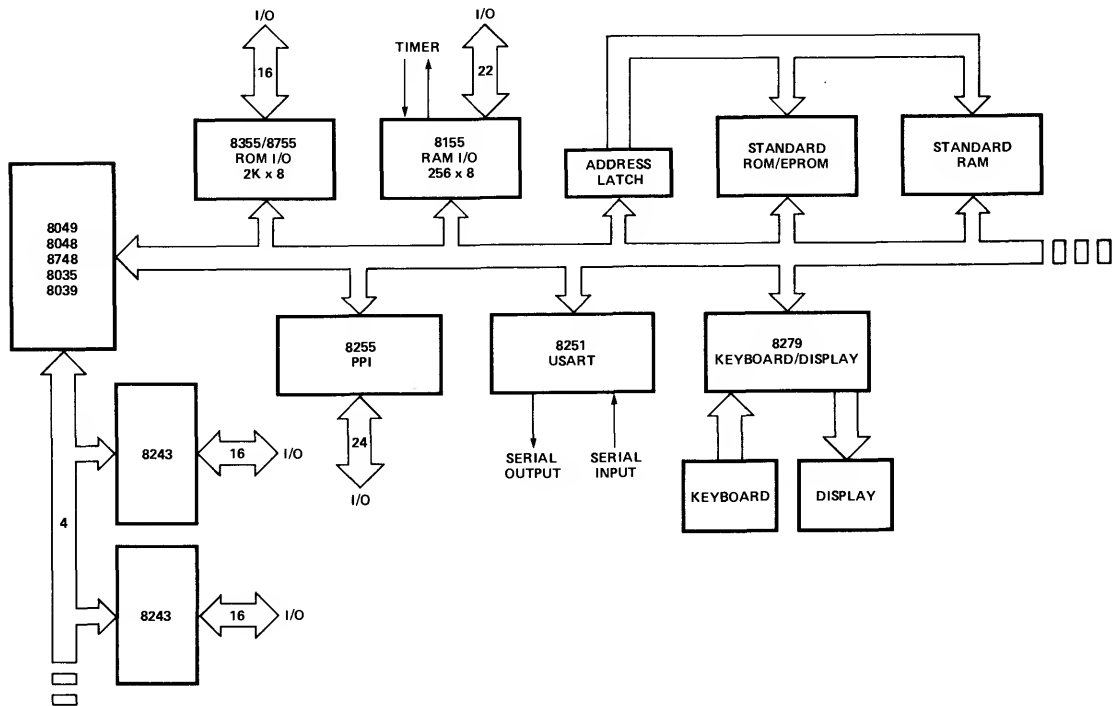 I/O
16
TIMER
I/O
22
8355/8755
ROM I/O
2K x 8
8155
RAM I/O
256 x 8
ADDRESS
LATCH
STANDARD
ROM/EPROM
STANDARD
RAM
8049
8048
8748
8035
8039
8255
PPI
8251
USART
8279
KEYBOARD/DISPLAY
24
I/O
SERIAL
OUTPUT
SERIAL
INPUT
KEYBOARD
DISPLAY
4
8243
16
I/O
8243
16
I/O